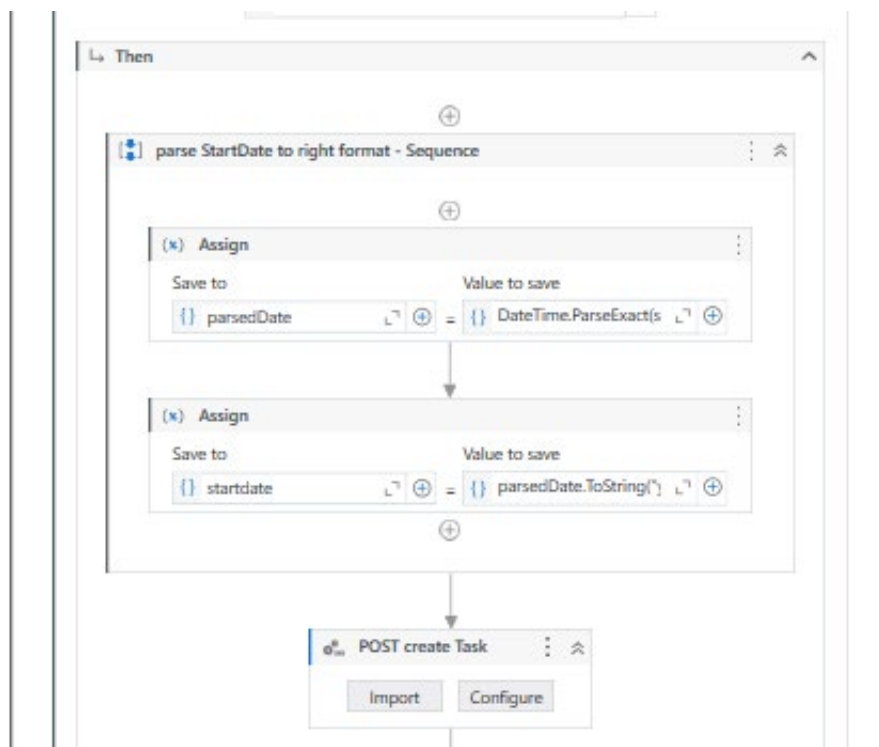 Then
parse StartDate to right format - Sequence
(x) Assign
Save to Value to save
{} parsedDate = {} DateTime.ParseExact(s
(x) Assign
Save to Value to save
{} startdate = {} parsedDate.ToString("
POST create Task
Import Configure